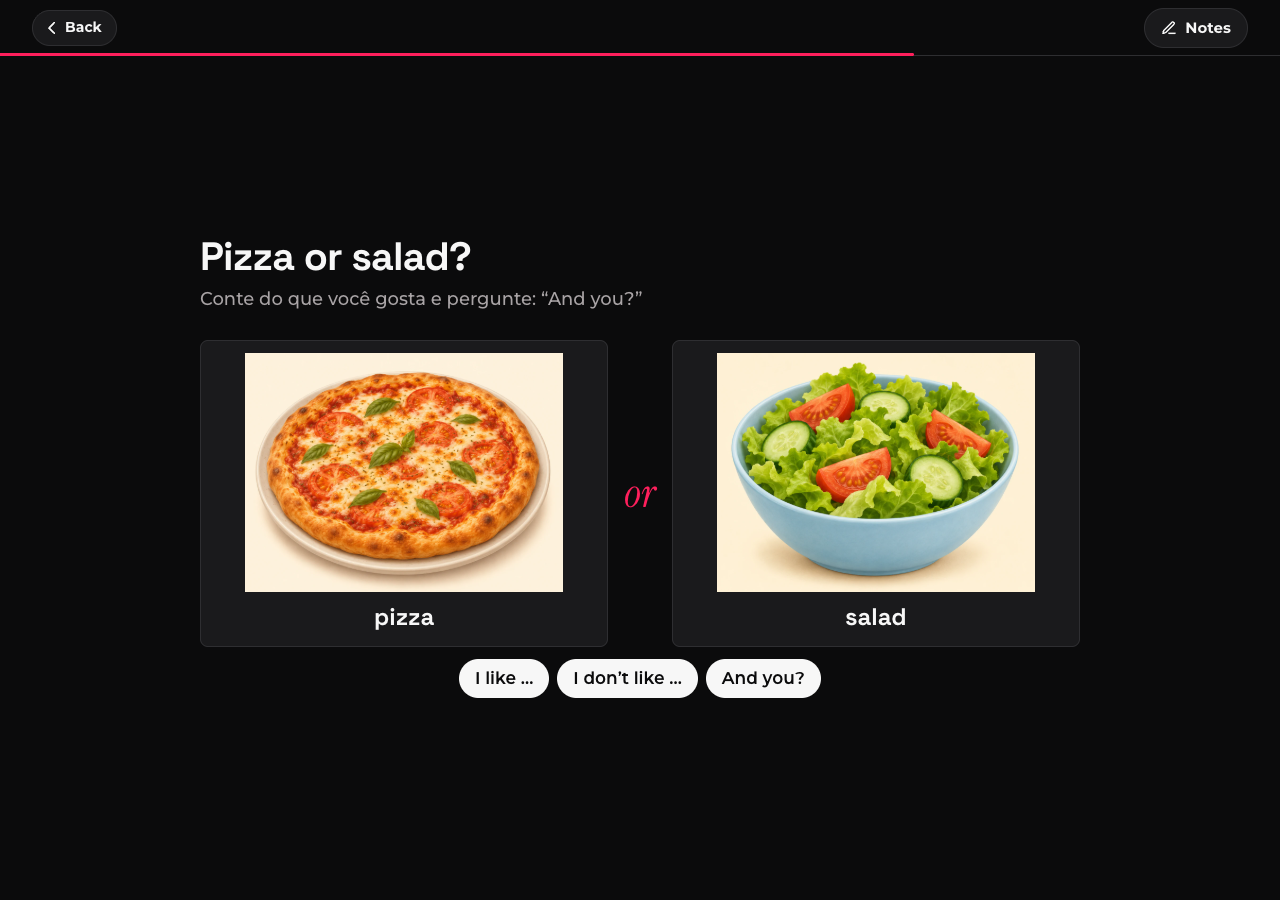 Back
Notes
Pizza or salad?
Conte do que você gosta e pergunte: “And you?”
or
pizza
salad
I like ...
I don’t like ...
And you?